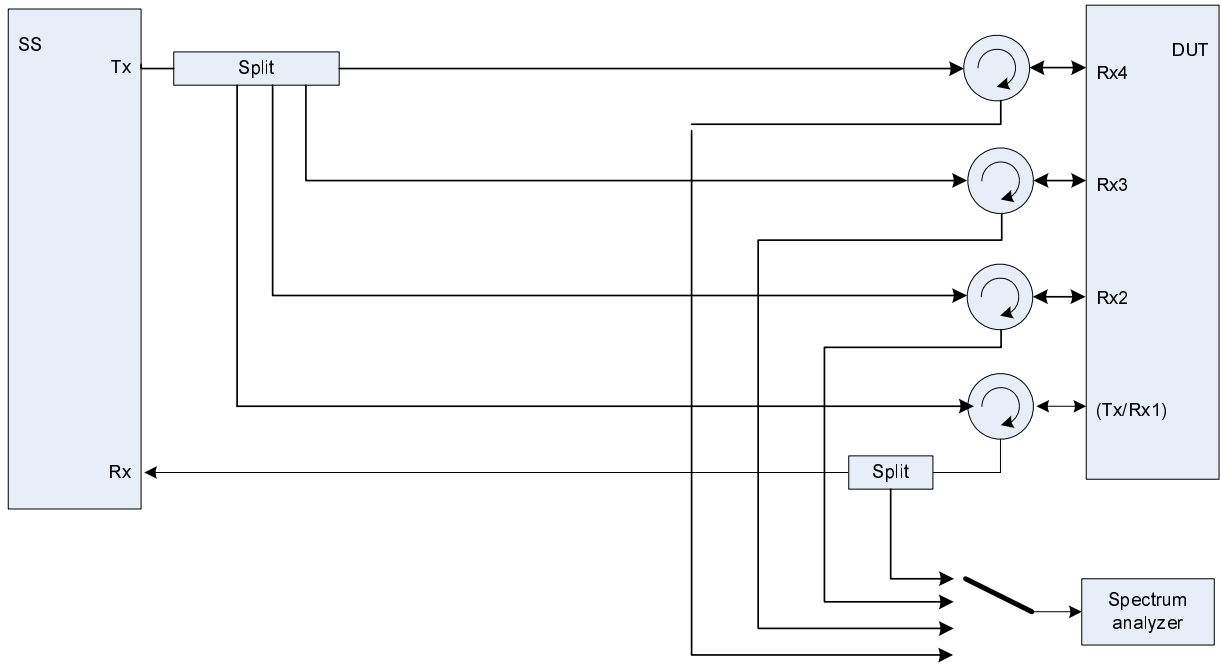 SS
DUT
Tx
Split
Rx4
Rx3
Rx2
(Tx/Rx1)
Rx
Split
Spectrum
analyzer